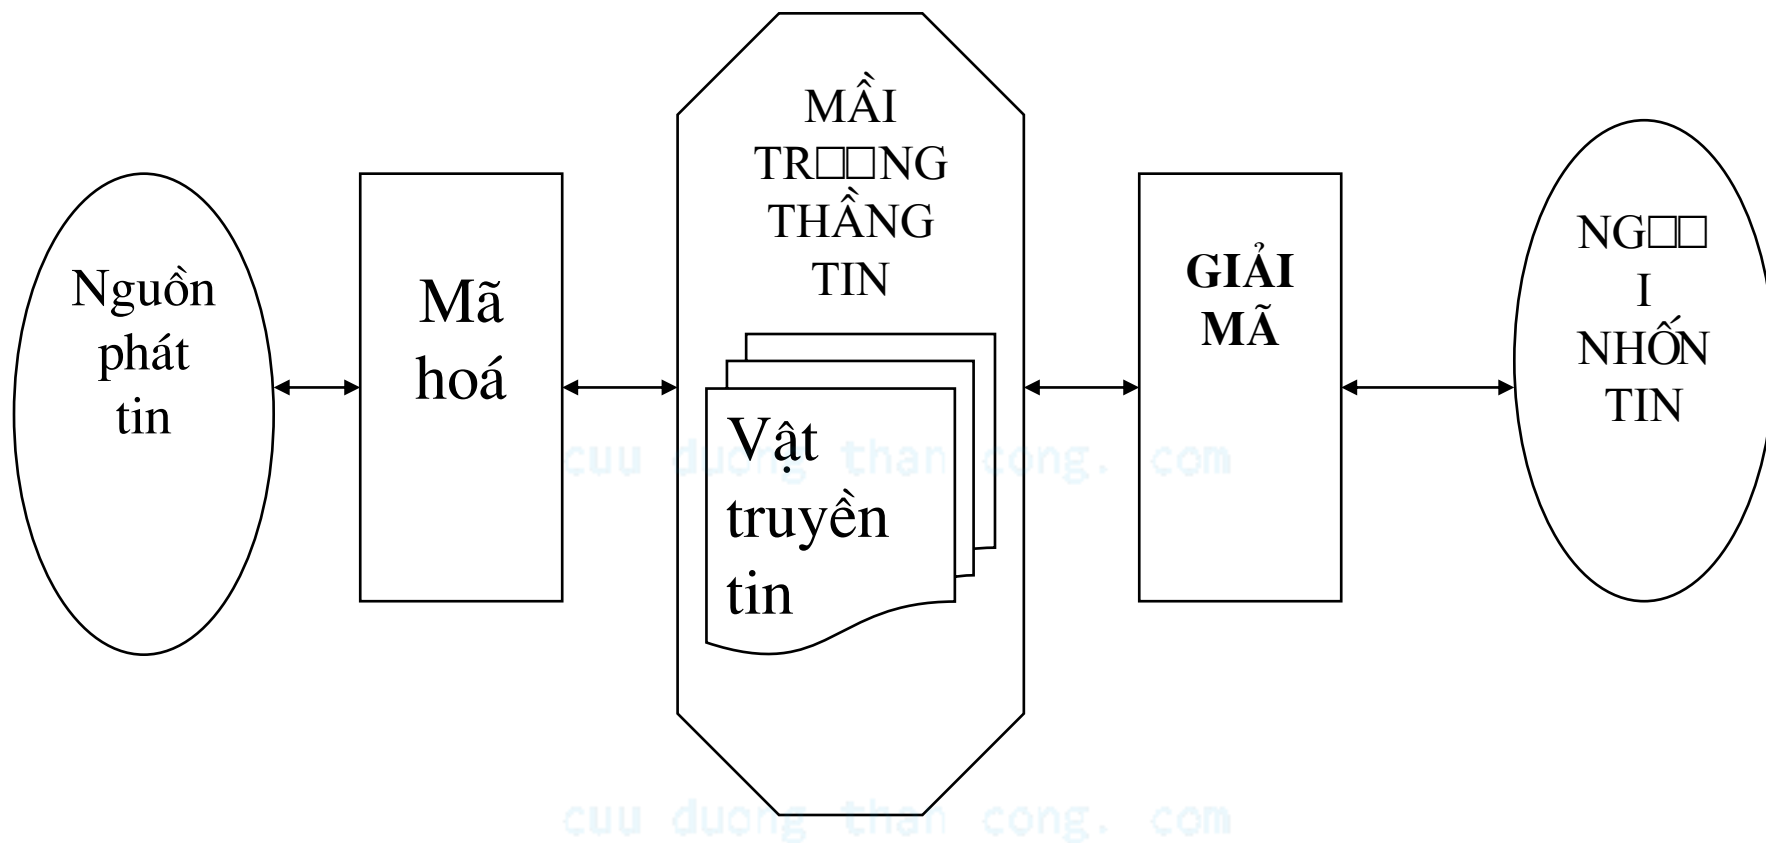 Nguồn
phát
tin
Mã
hoá
MẦI
TR□□NG
THẦNG
TIN
Vật
truyền
tin
GIẢI
MÃ
NG□□
I
NHỐN
TIN
cuu duong than cong. com
cuu duong than cong. com